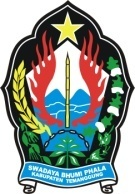 SWADAYA BHUMI PHALA
KABUPATEN TEMANGGUNG